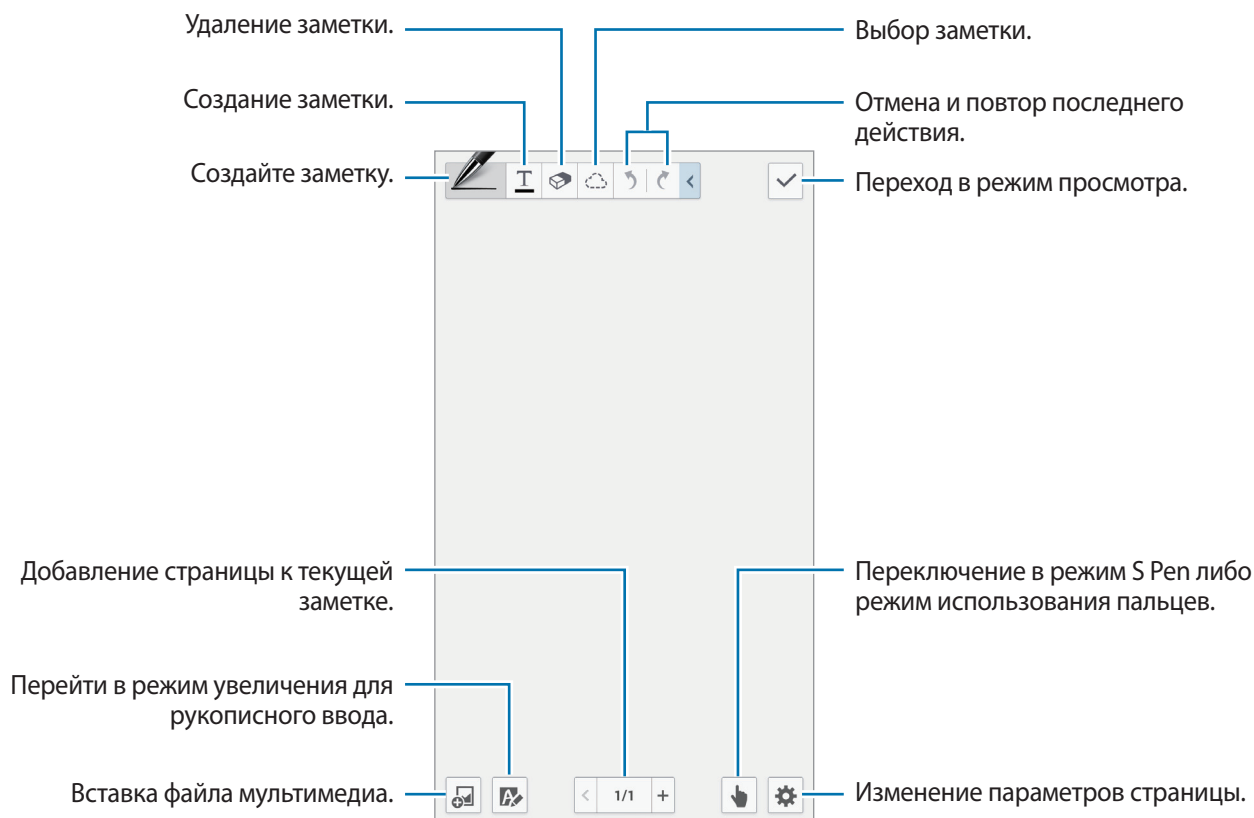 Удаление заметки.
Выбор заметки.
Создание заметки.
Отмена и повтор последнего
действия.
Создайте заметку.
T
Переход в режим просмотра.
Добавление страницы к текущей
заметке.
Переключение в режим S Pen либо
режим использования пальцев.
Перейти в режим увеличения для
рукописного ввода.
Вставка файла мультимедиа.
A
1/1
Изменение параметров страницы.